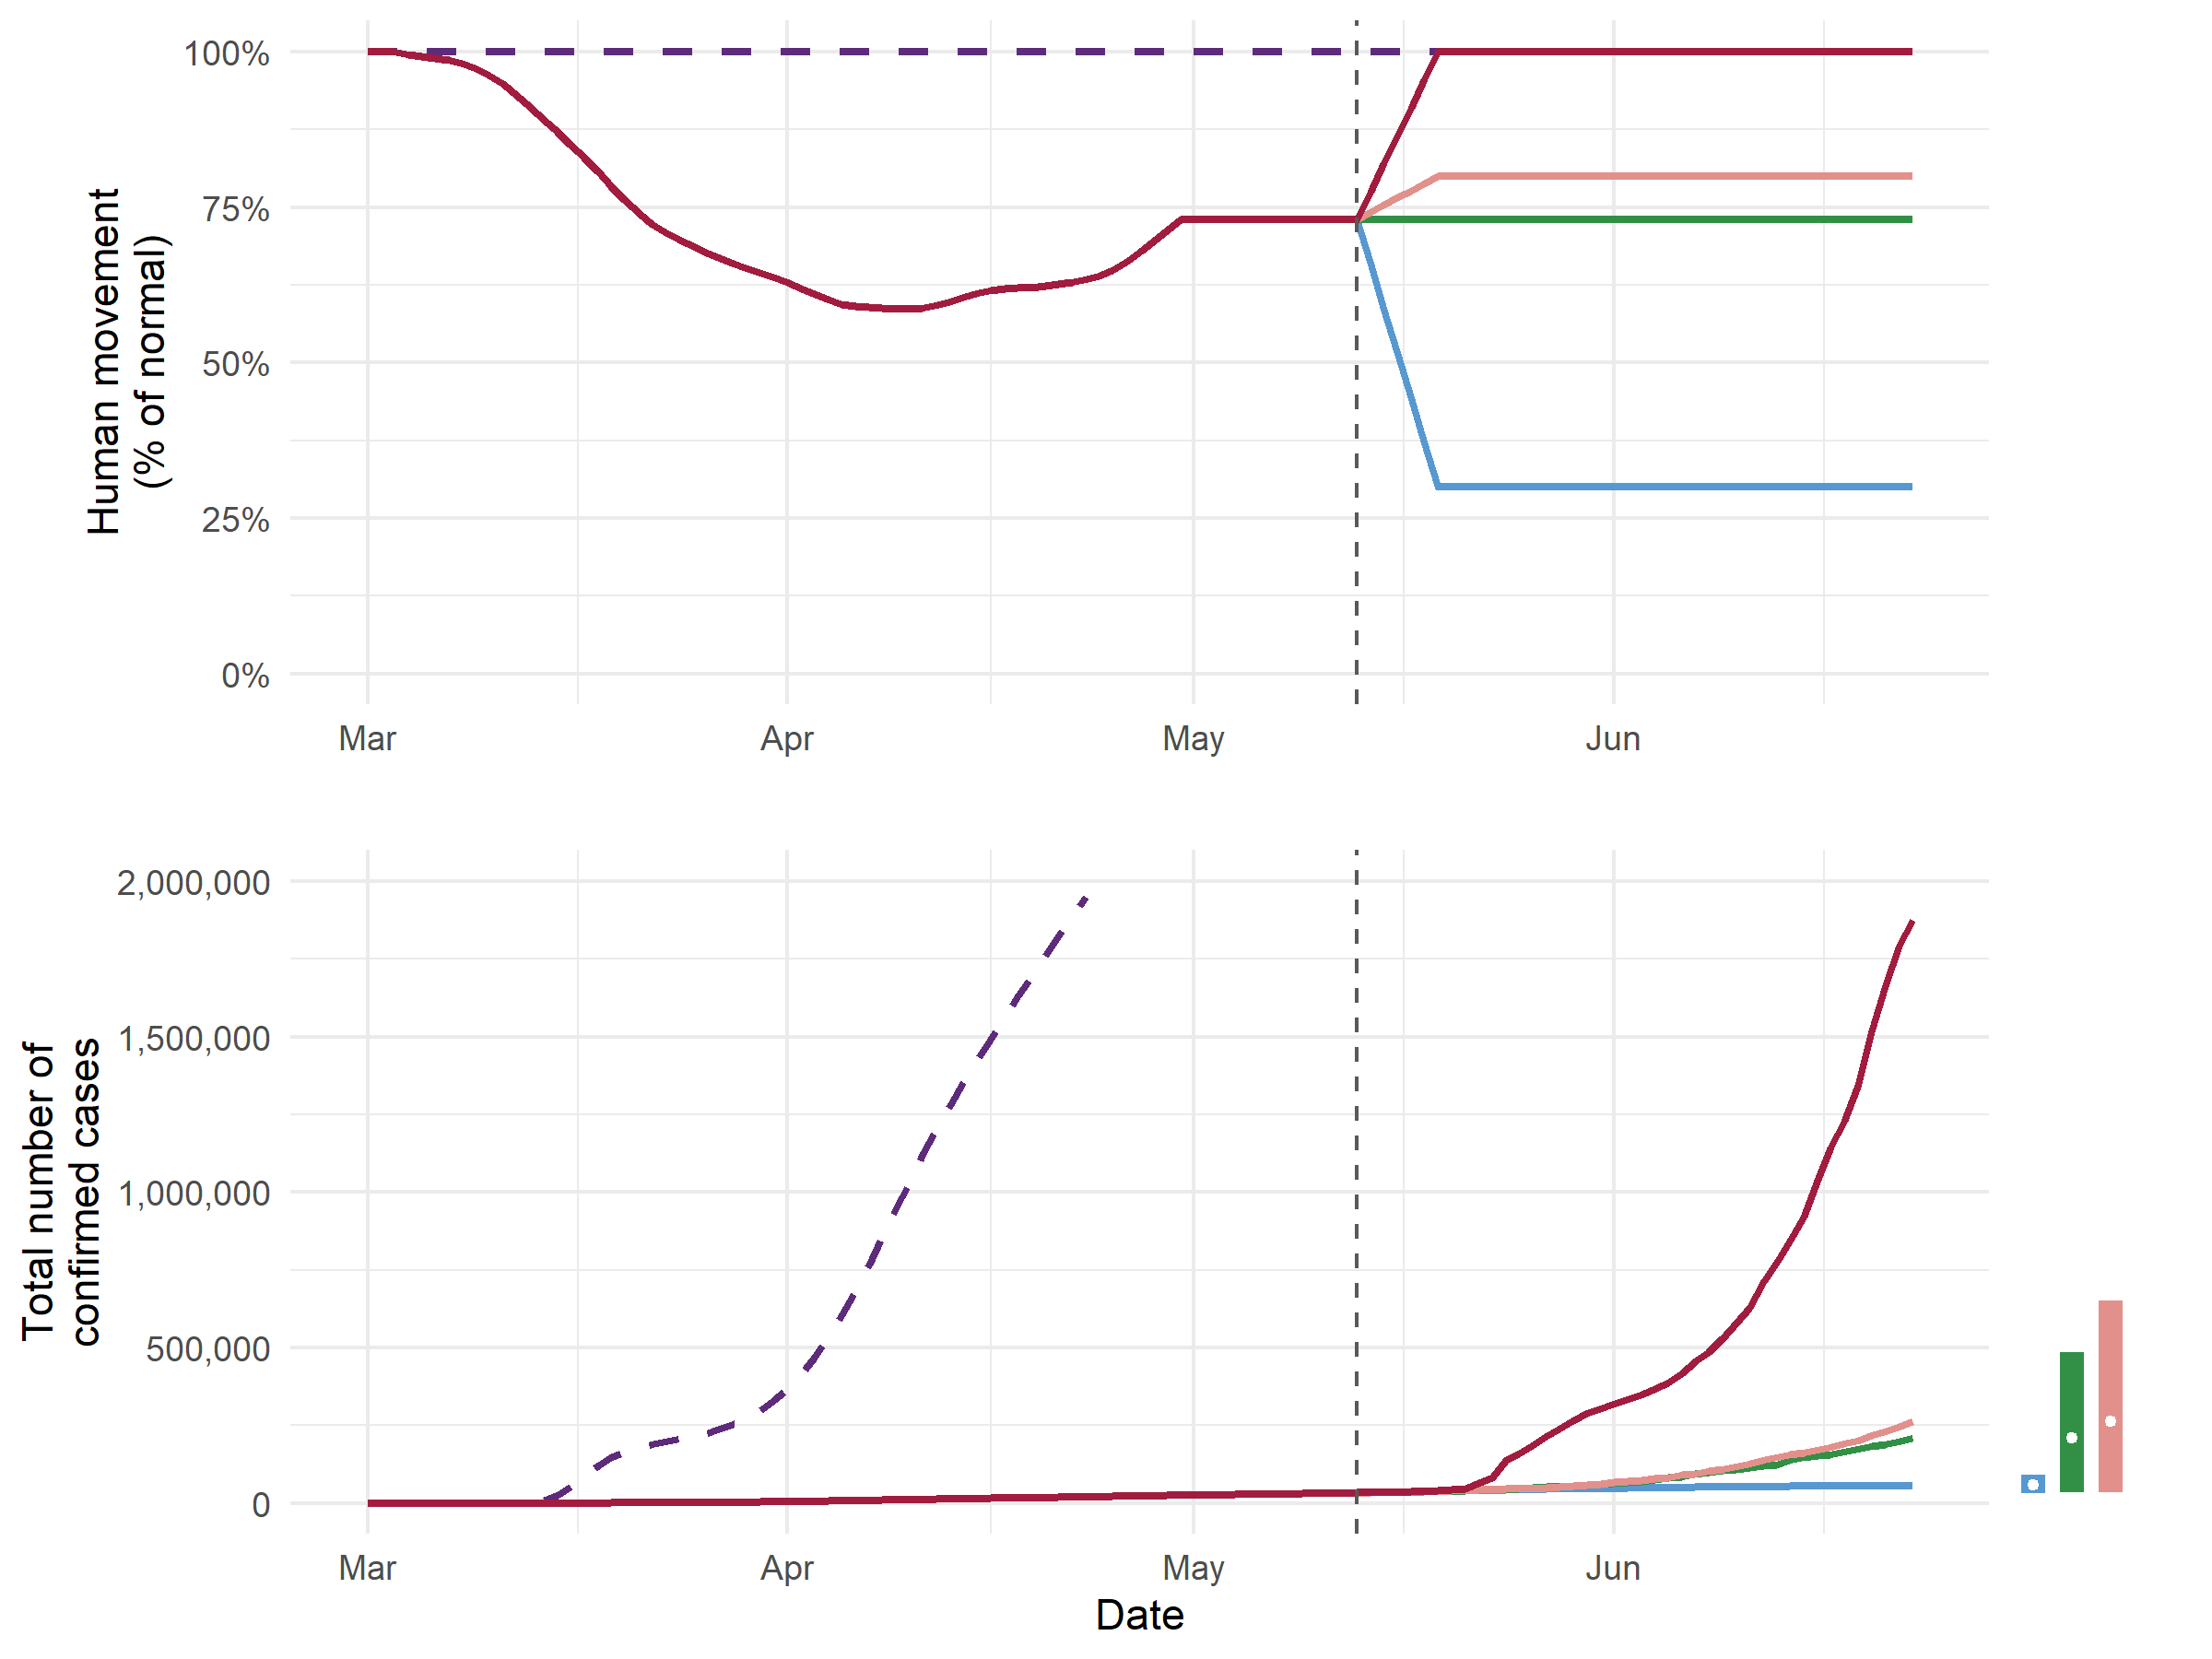 Human movement
(% of normal)
100%
75%
50%
25%
0%
Mar Apr May Jun
Total number of
confirmed cases
2,000,000
1,500,000
1,000,000
500,000
0
Mar Apr May Jun
Date